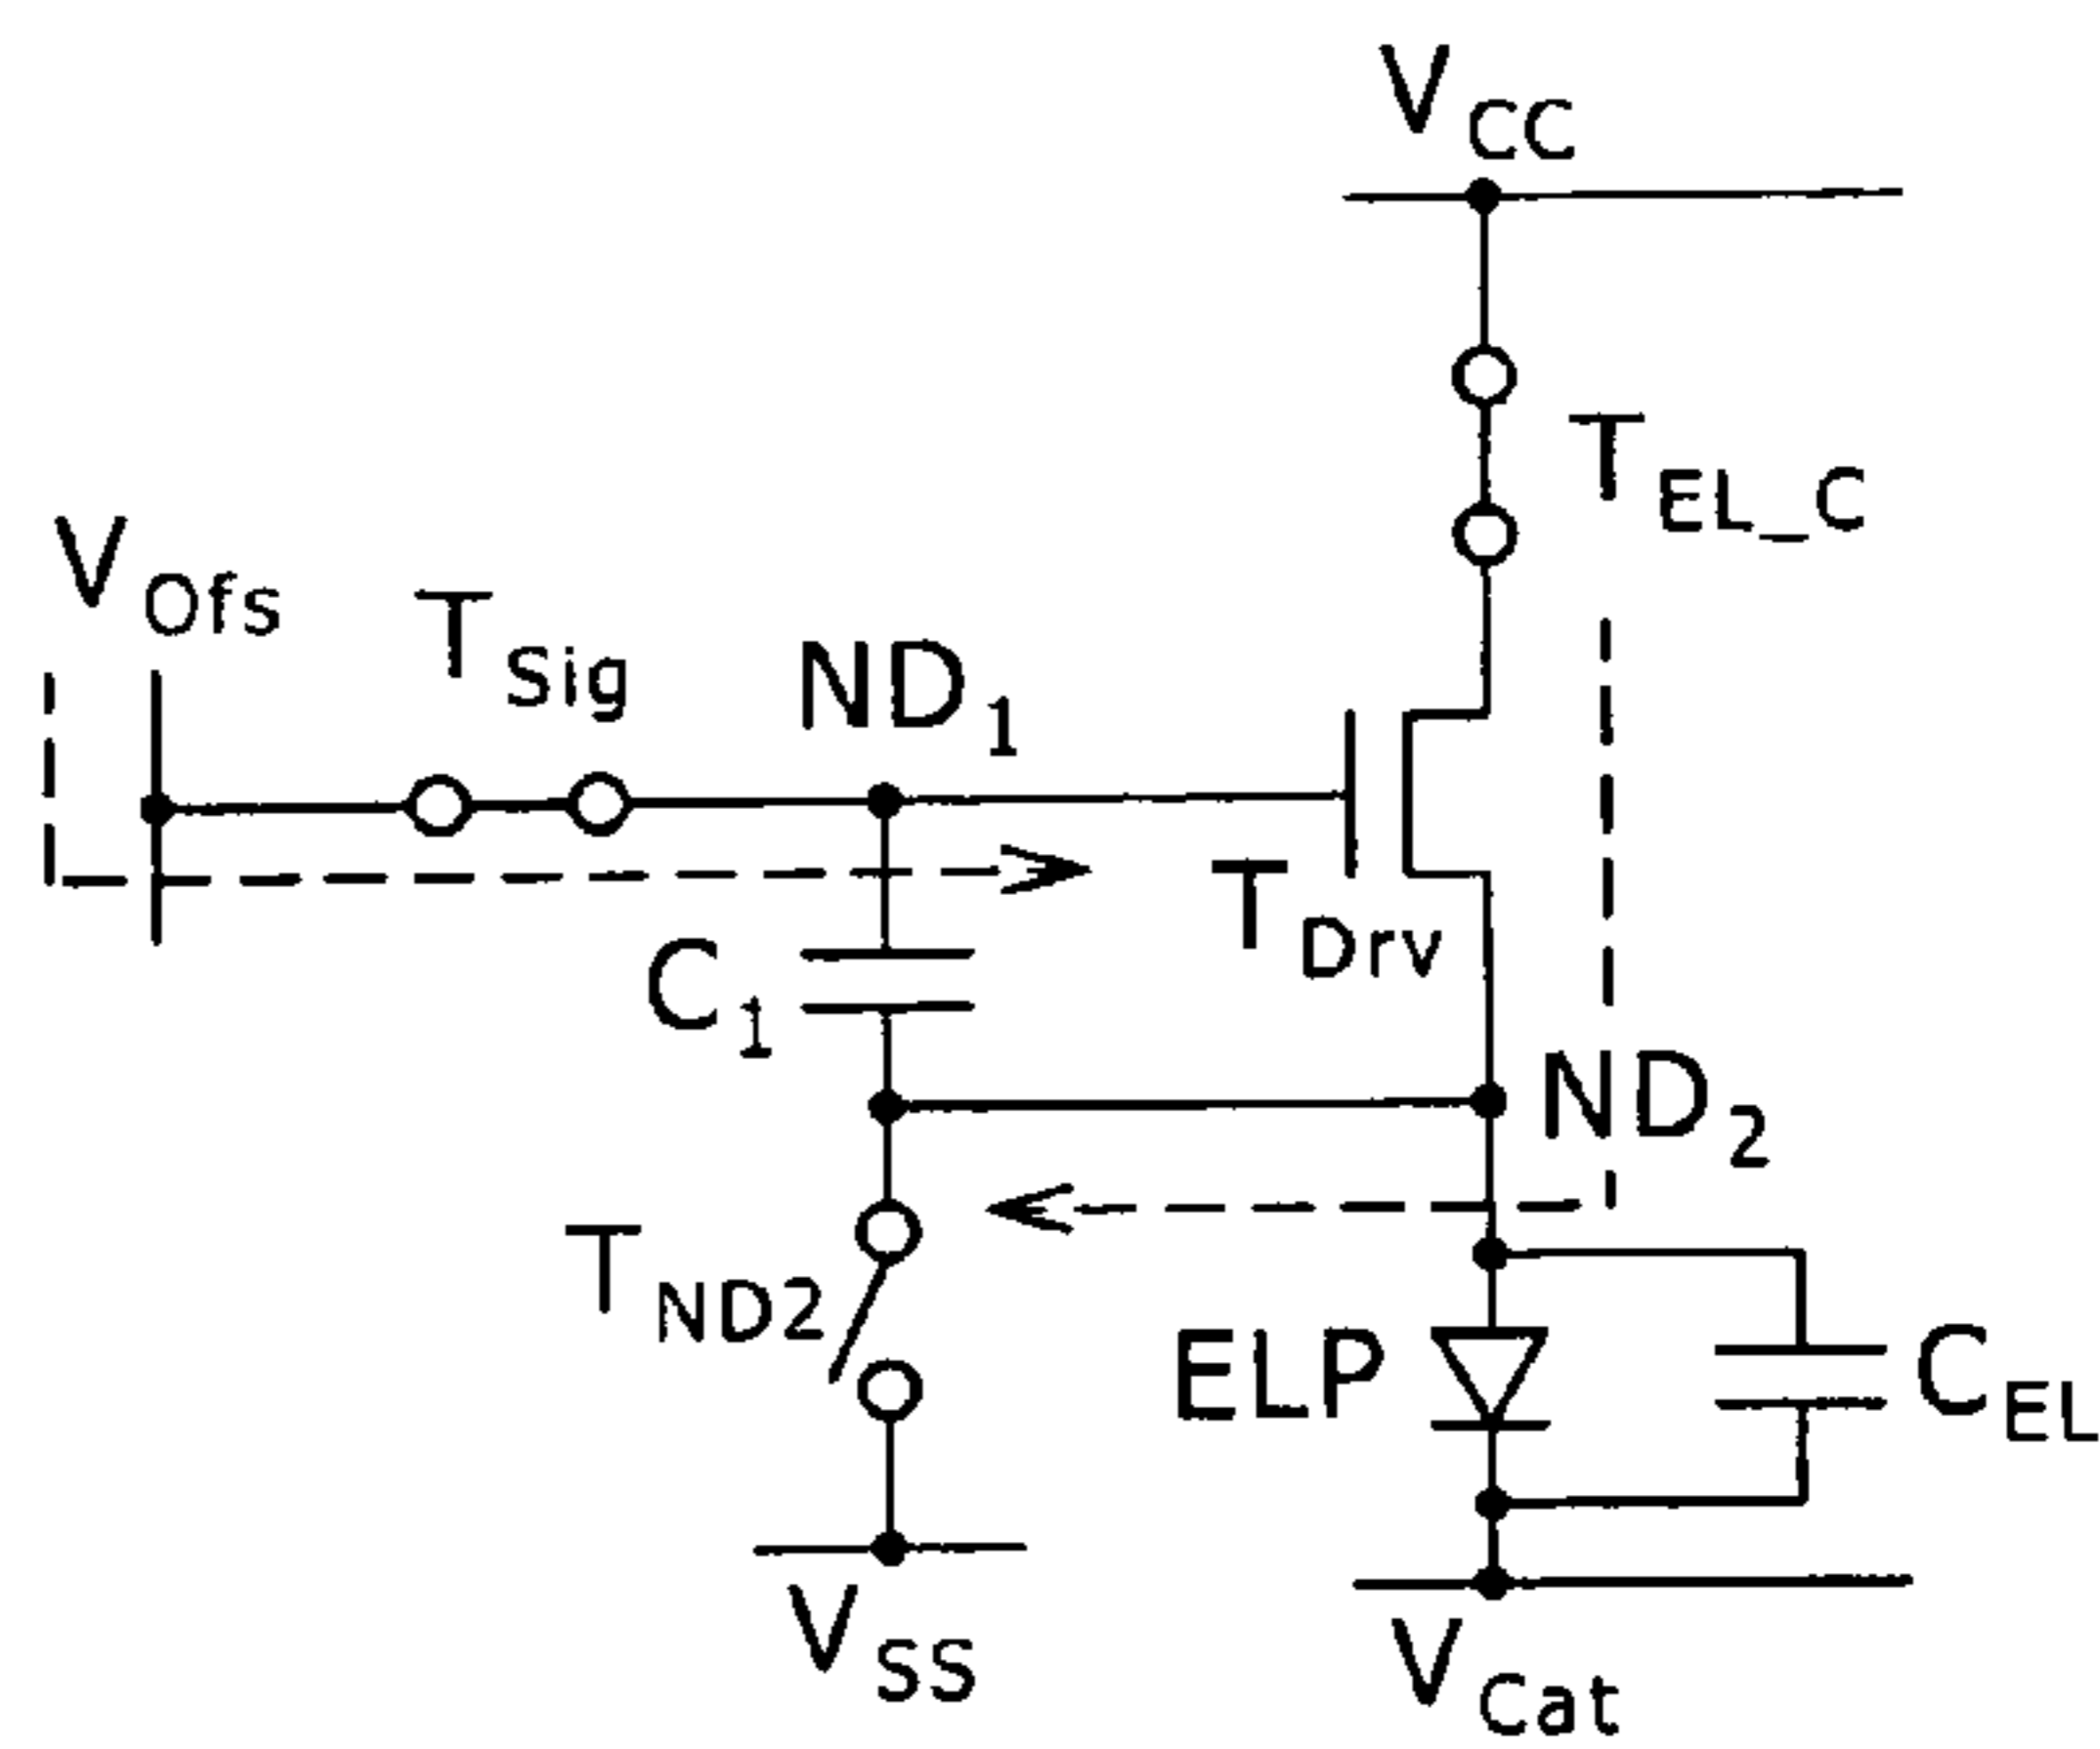 V_CC
T_EL_C
V_Ofs
T_Sig
ND_1
T_Drv
C_1
ND_2
T_ND2
ELP
C_EL
V_SS
V_Cat